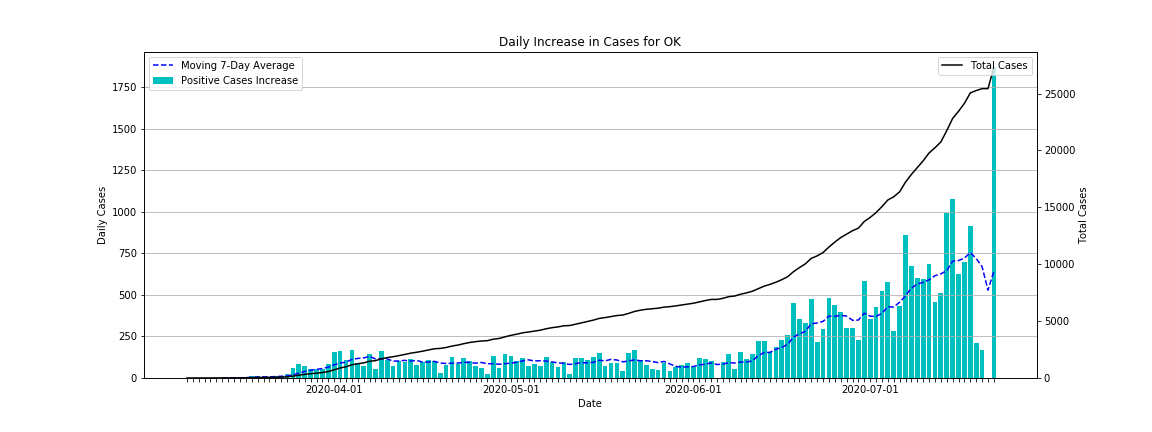 Daily Increase in Cases for OK
Moving 7-Day Average
Positive Cases Increase
Total Cases
1750
1500
1250
1000
750
500
250
0
Daily Cases
25000
20000
15000
10000
5000
0
Total Cases
2020-04-01
2020-05-01
2020-06-01
2020-07-01
Date